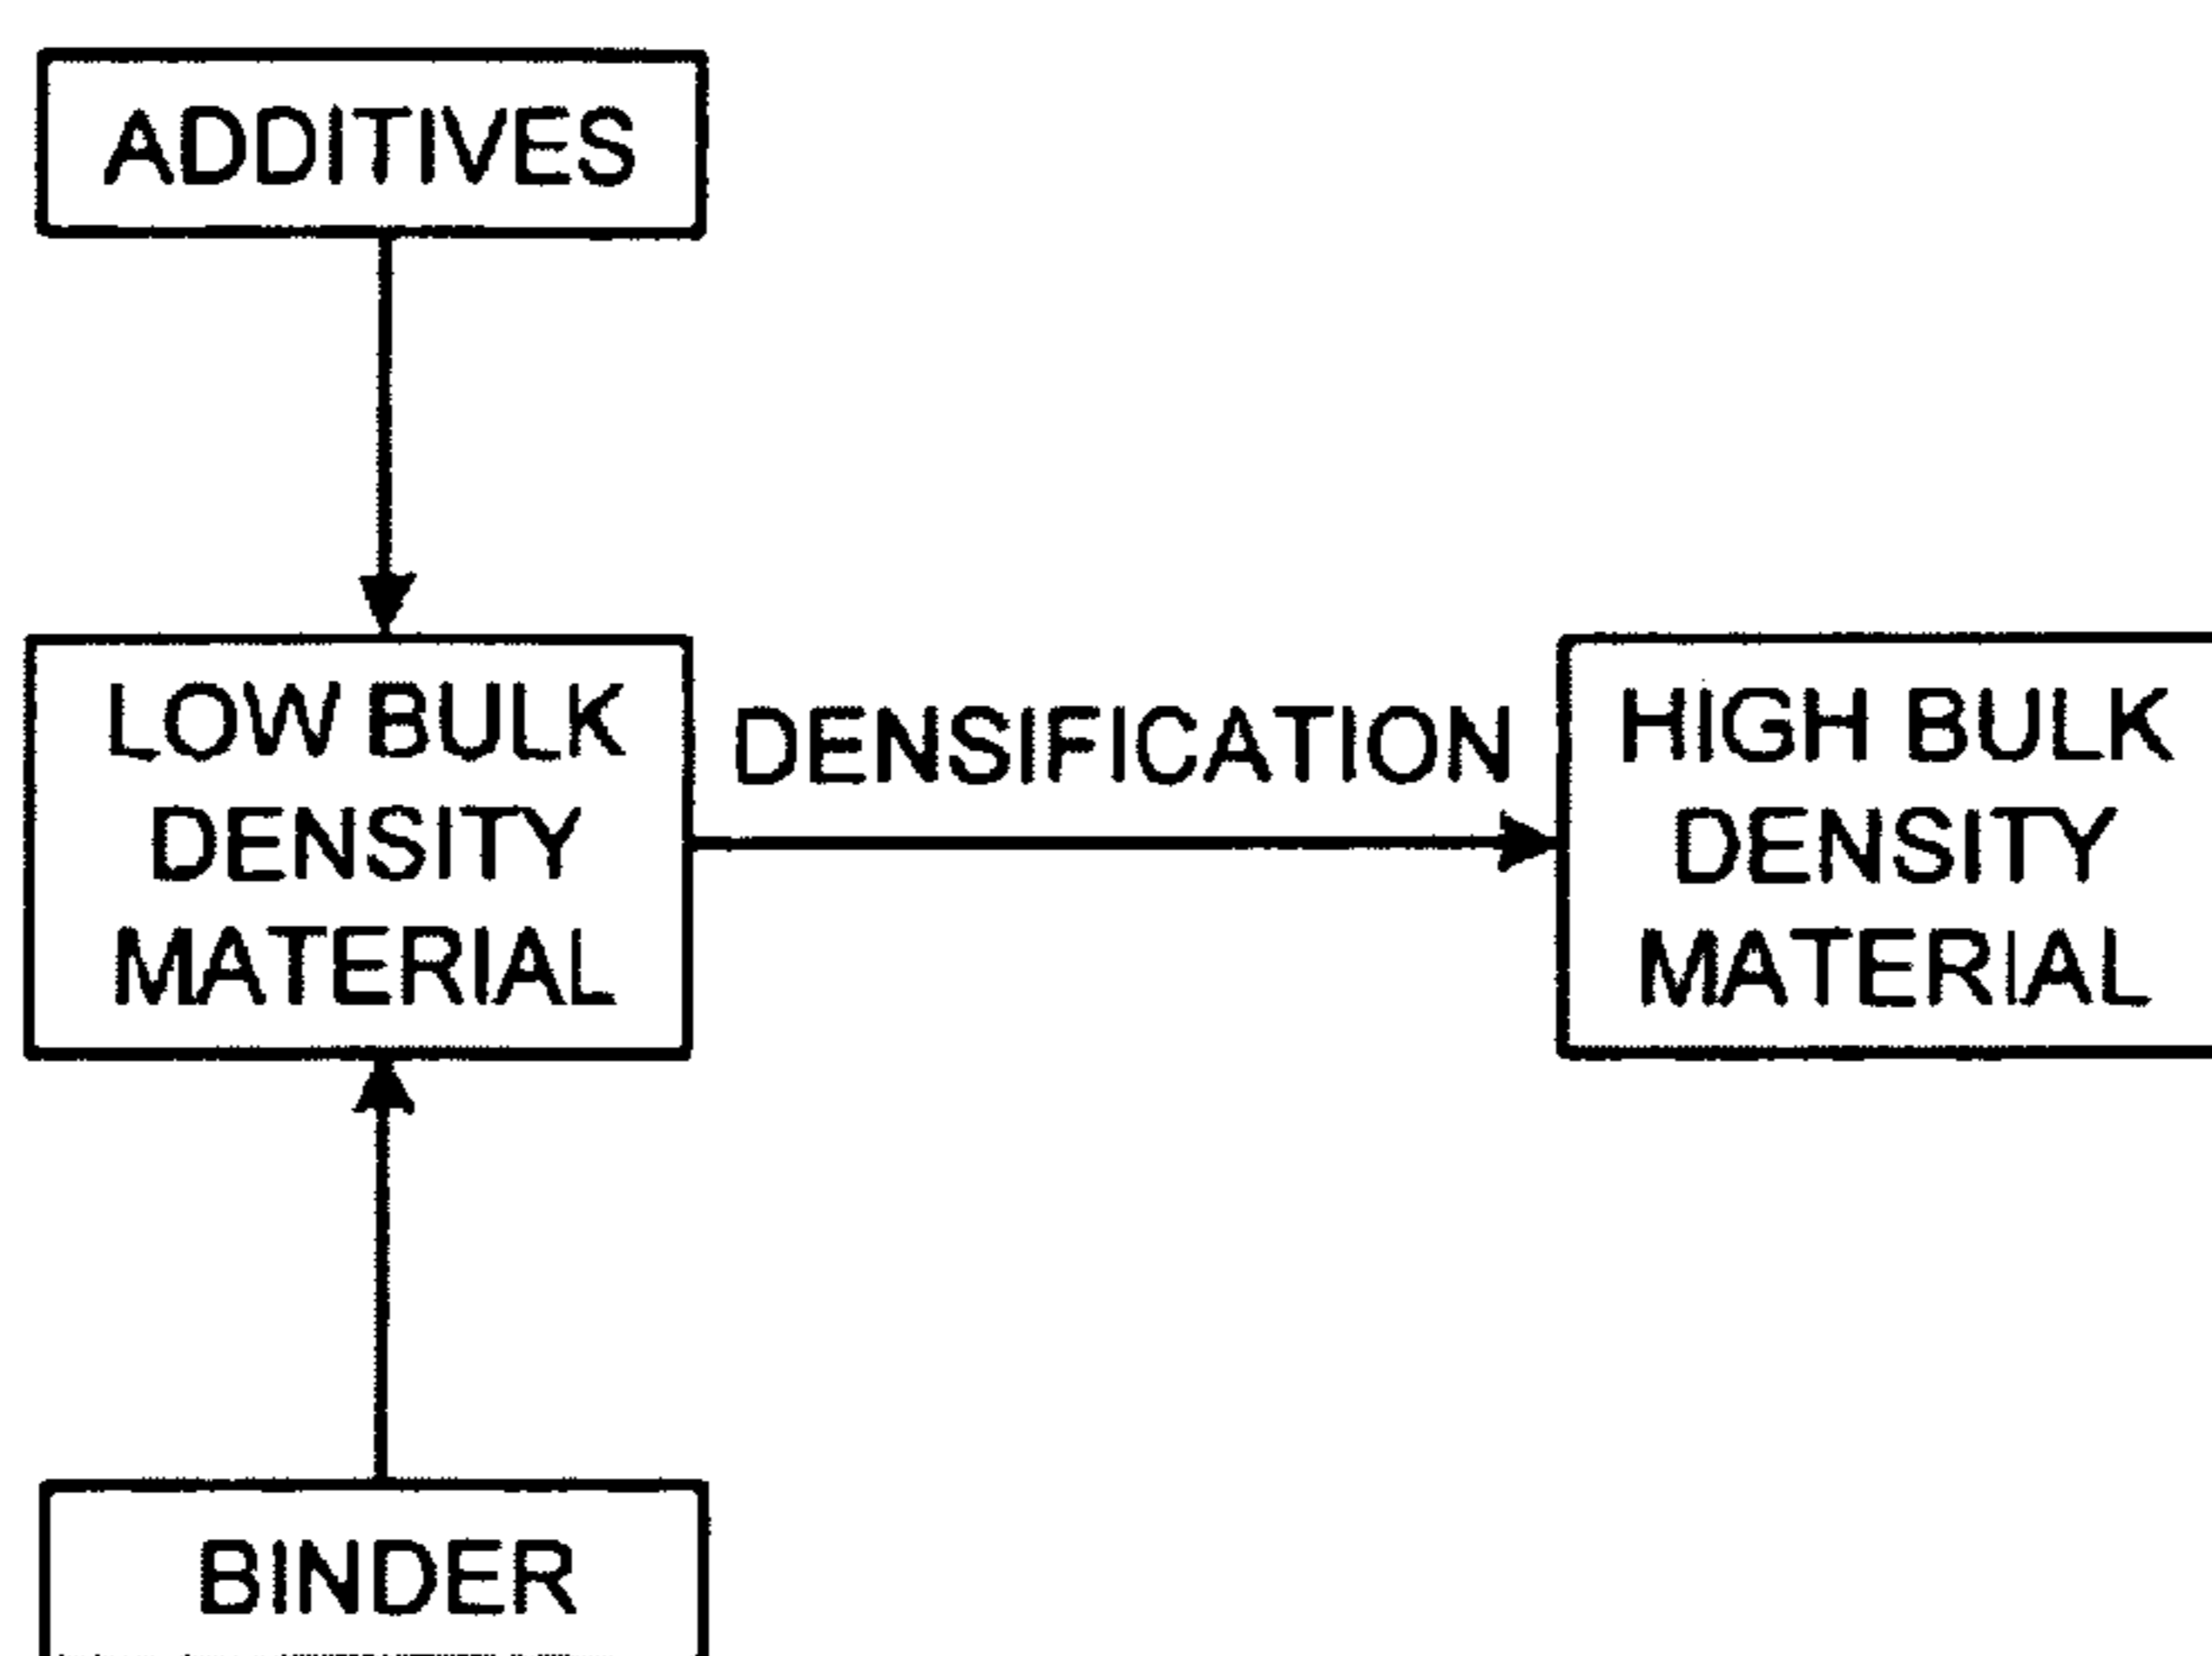 ADDITIVES
LOW BULK
DENSITY
MATERIAL
DENSIFICATION
HIGH BULK
DENSITY
MATERIAL
BINDER